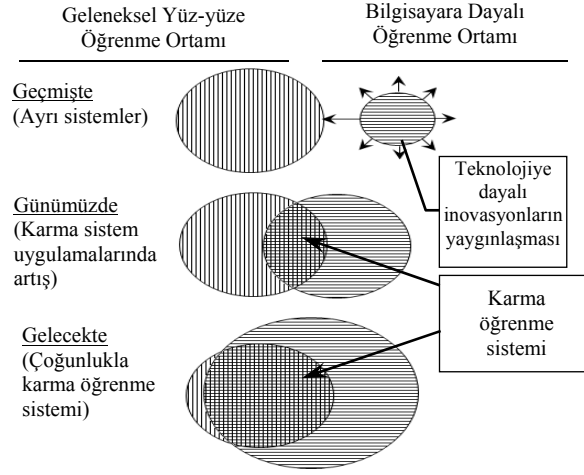 Geleneksel Yüz-yüze
Öğrenme Ortamı
Bilgisayara Dayalı
Öğrenme Ortamı
Geçmişte
(Ayrı sistemler)
Teknolojiye
dayalı
inovasyonların
yaygınlaşması
Günümüzde
(Karma sistem
uygulamalarında
artış)
Karma
öğrenme
sistemi
Gelecekte
(Çoğunlukla
karma öğrenme
sistemi)